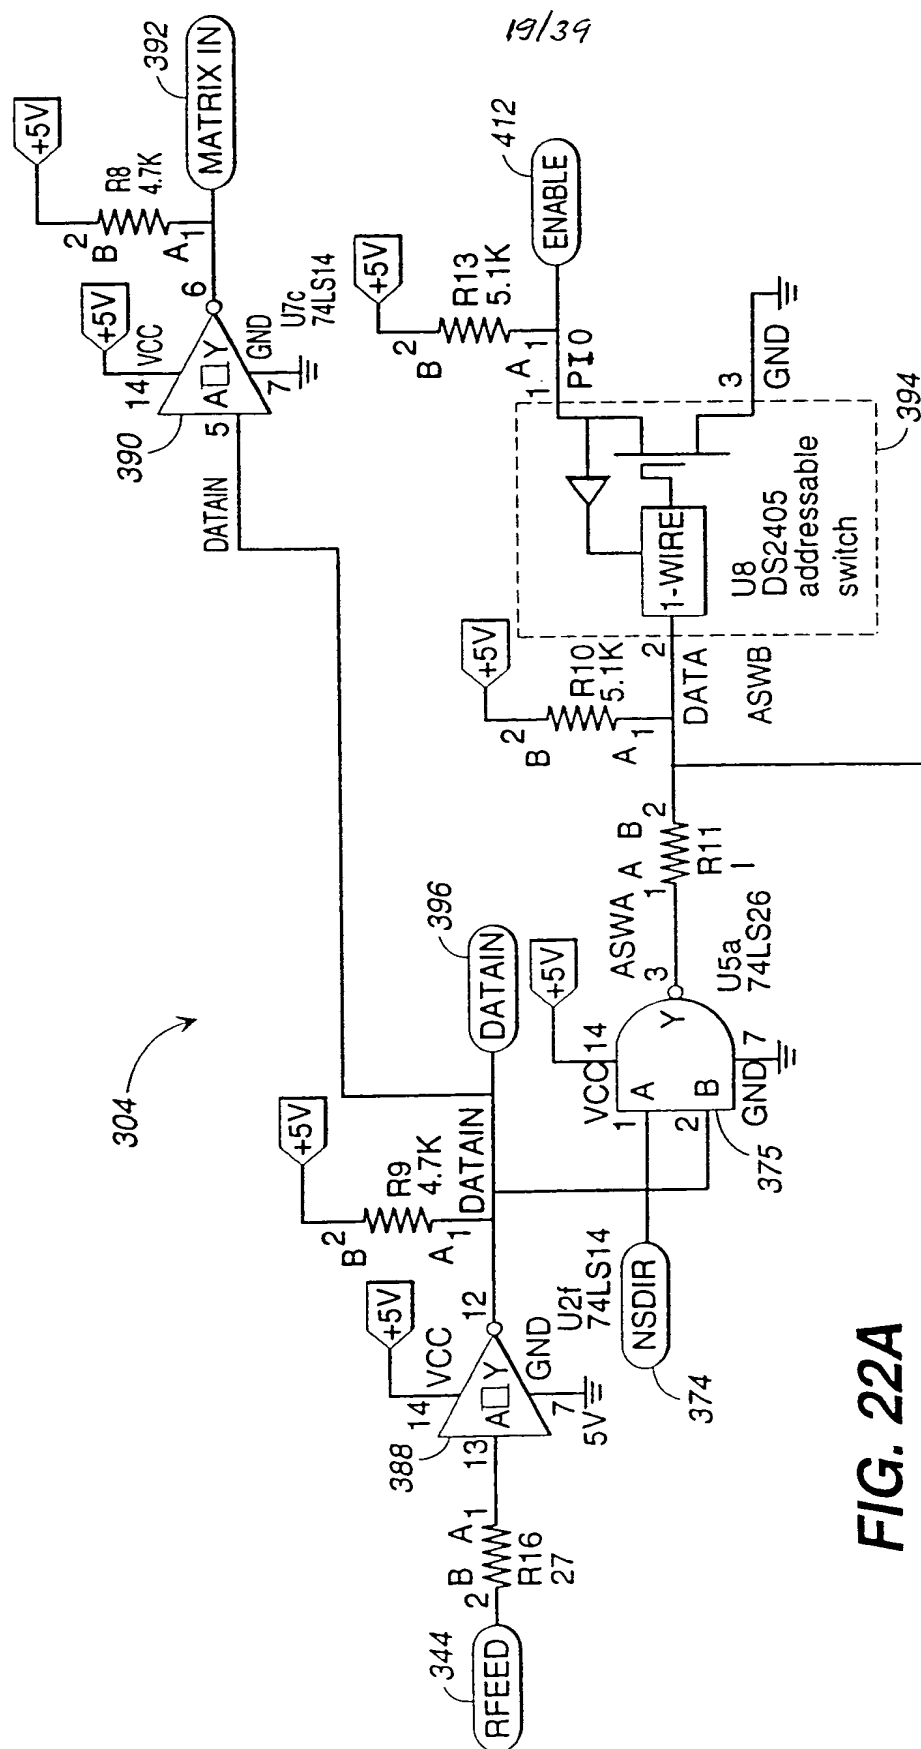 19/39
304
392
MATRIX IN
+5V
R8
4.7K
2
B
A
1
6
+5V
14
VCC
A Y
GND
7
U7c
74LS14
390
5
DATAIN
412
ENABLE
+5V
R13
5.1K
2
B
A
1
1
PIO
3
GND
394
1-WIRE
U8
DS2405
addressable
switch
2
DATA
ASWB
+5V
R10
5.1K
2
B
A
1
396
DATAIN
DATAIN
+5V
R9
4.7K
2
B
A
1
12
+5V
14
VCC
A Y
GND
7
5V
U2f
74LS14
388
13
A
1
B
2
R16
27
344
RFEED
374
NSDIR
+5V
VCC
14
1
A
2
B
Y
3
GND
7
U5a
74LS26
375
ASWA
A
B
1
2
R11
1
FIG. 22A